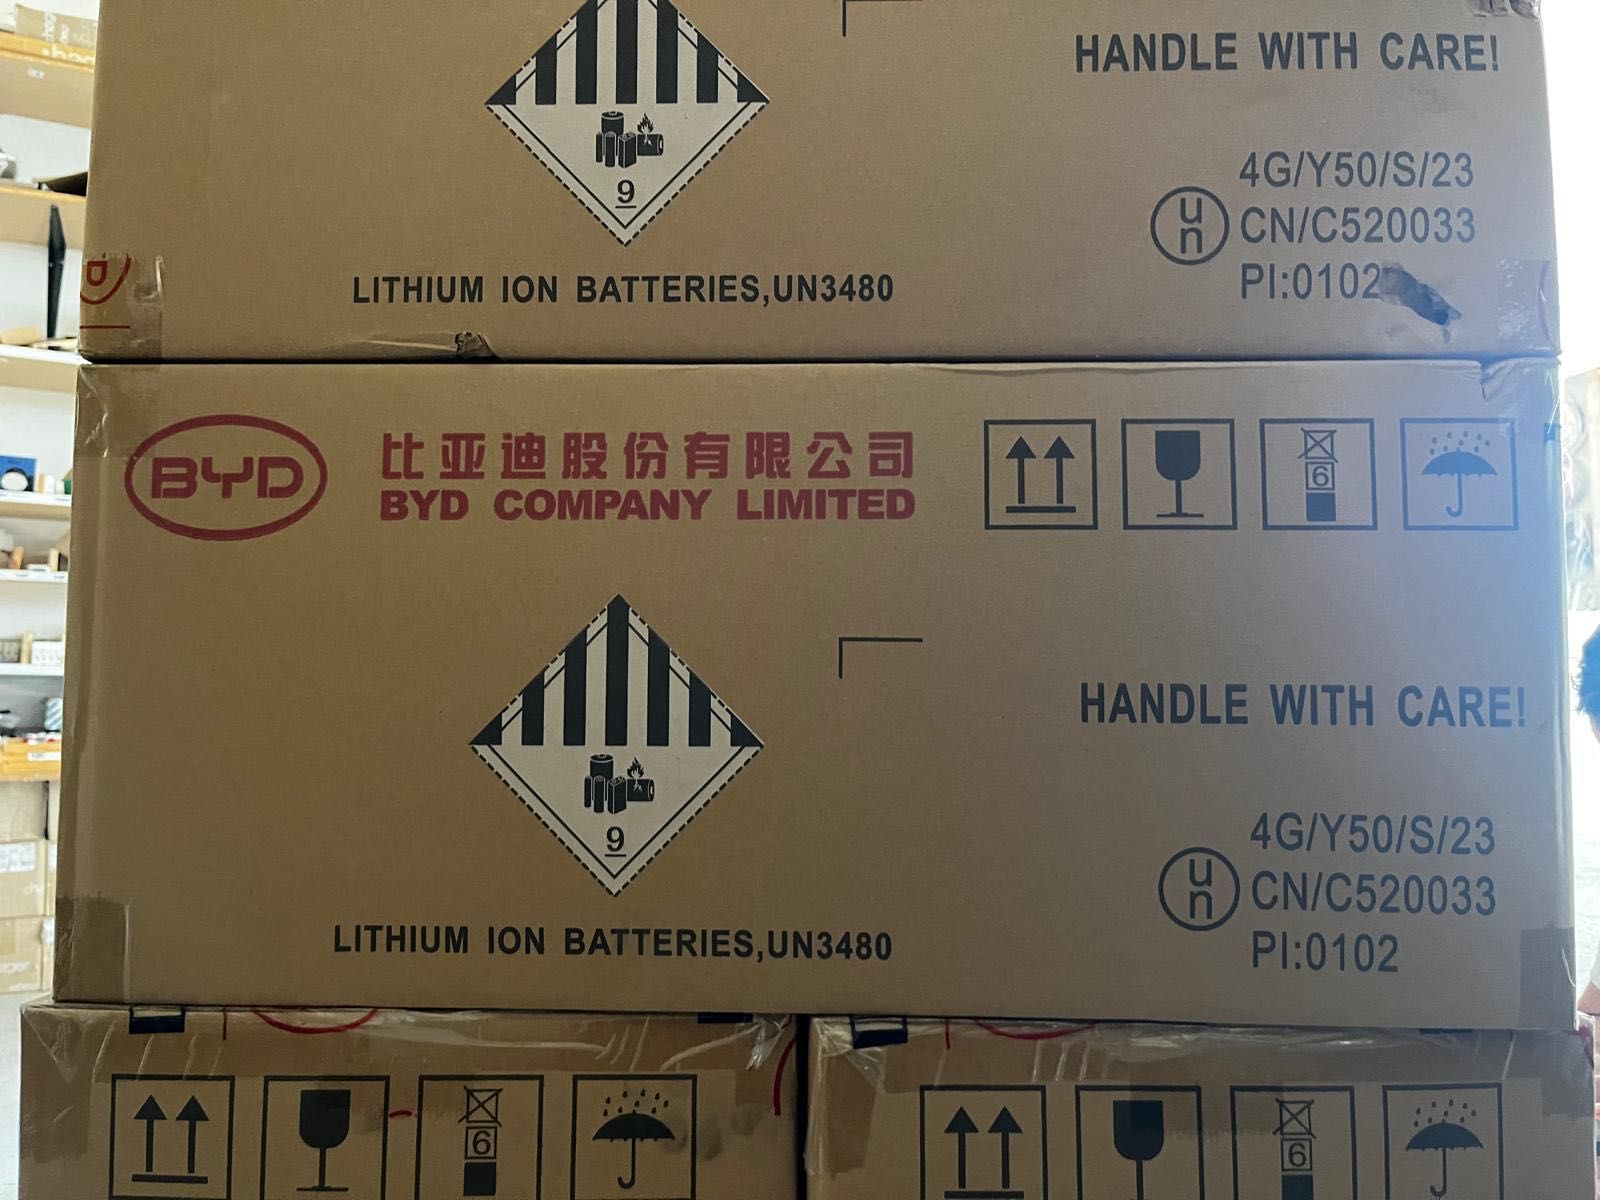 HANDLE WITH CARE!
9
4G/Y50/S/23
un CN/C520033
PI:0102
LITHIUM ION BATTERIES,UN3480
D
BYD
比亚迪股份有限公司
BYD COMPANY LIMITED
6
HANDLE WITH CARE!
9
4G/Y50/S/23
un CN/C520033
PI:0102
LITHIUM ION BATTERIES,UN3480
6
6